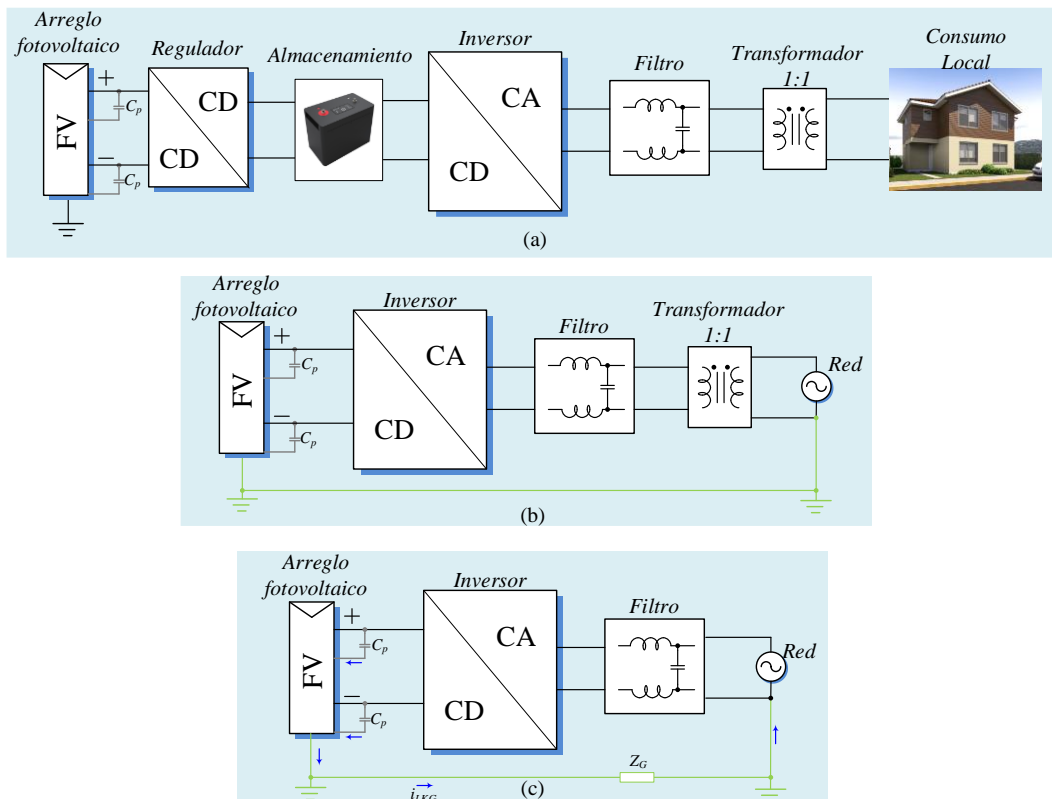 Arreglo
fotovoltaico
Regulador
Almacenamiento
Inversor
Filtro
Transformador
1:1
Consumo
Local
FV
+
Cp
−
Cp
CD
CD
CA
CD
(a)
Arreglo
fotovoltaico
Inversor
Filtro
Transformador
1:1
Red
FV
+
Cp
−
Cp
CA
CD
(b)
Arreglo
fotovoltaico
Inversor
Filtro
Red
FV
+
Cp
−
Cp
CA
CD
ZG
iLKG
(c)